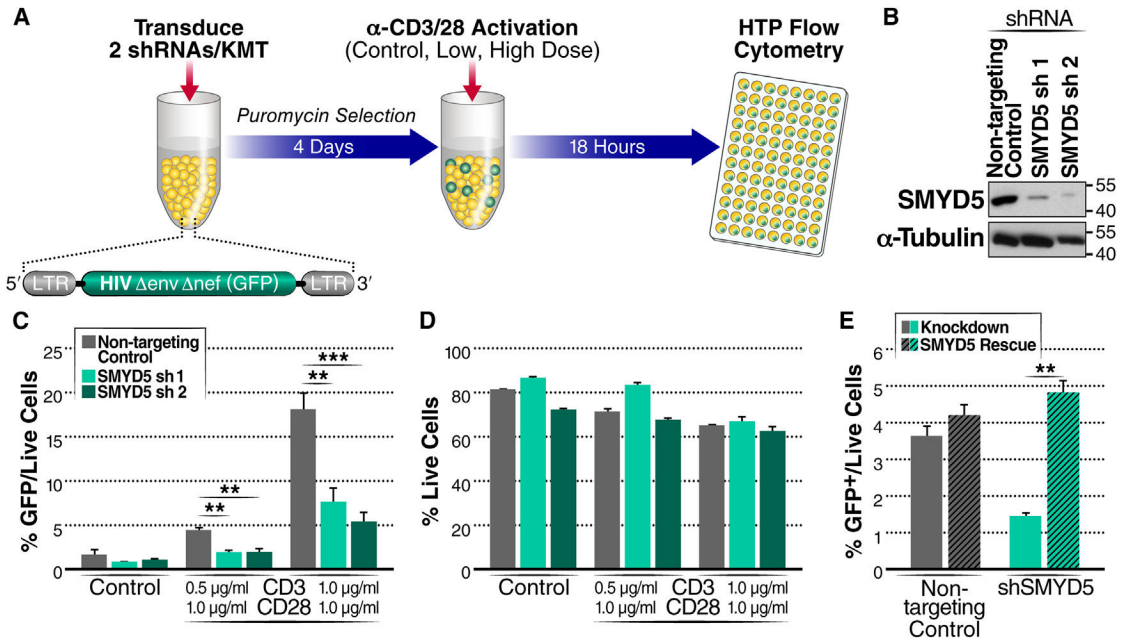 A
Transduce
2 shRNAs/KMT
α-CD3/28 Activation
(Control, Low, High Dose)
HTP Flow
Cytometry
Puromycin Selection
4 Days
18 Hours
5′ LTR HIV Δenv Δnef (GFP) LTR 3′
B
shRNA
Non-targeting
Control
SMYD5 sh 1
SMYD5 sh 2
SMYD5
55
40
α-Tubulin
55
40
C
Non-targeting
Control
SMYD5 sh 1
SMYD5 sh 2
% GFP/Live Cells
25
20
15
10
5
0
**
**
***
**
Control
0.5 µg/ml CD3 1.0 µg/ml
1.0 µg/ml CD28 1.0 µg/ml
D
% Live Cells
100
80
60
40
20
0
Control
0.5 µg/ml CD3 1.0 µg/ml
1.0 µg/ml CD28 1.0 µg/ml
E
Knockdown
SMYD5 Rescue
% GFP+/Live Cells
6
5
4
3
2
1
0
**
Non-
targeting
Control
shSMYD5